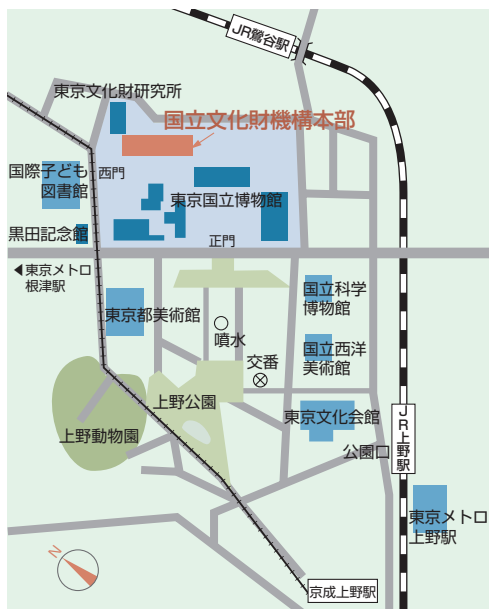 JR鶯谷駅
東京文化財研究所
国立文化財機構本部
国際子ども
図書館
西門
東京国立博物館
黒田記念館
正門
◀東京メトロ
根津駅
国立科学
博物館
東京都美術館
噴水
国立西洋
美術館
交番
上野公園
東京文化会館
上野動物園
公園口
JR上野駅
東京メトロ
上野駅
N
京成上野駅